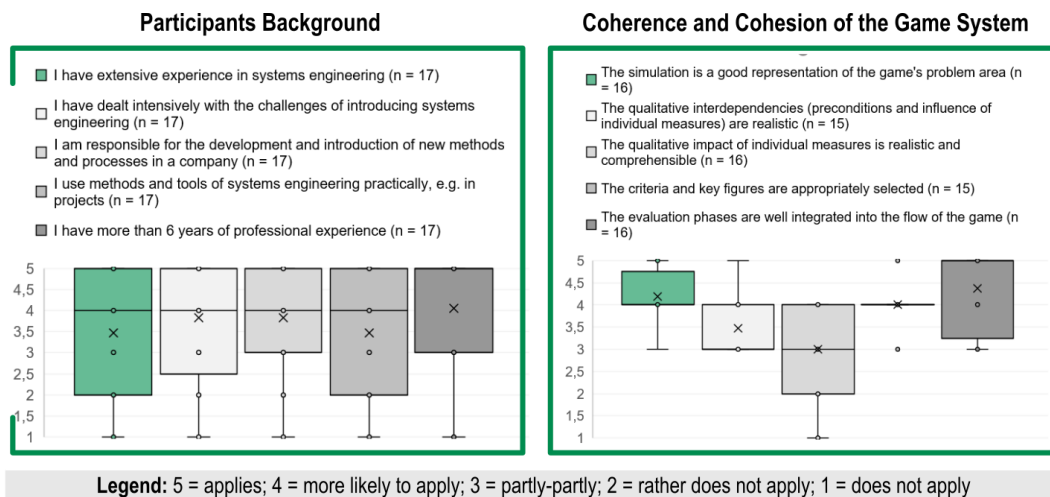 Participants Background
I have extensive experience in systems engineering (n = 17)
I have dealt intensively with the challenges of introducing systems
engineering (n = 17)
I am responsible for the development and introduction of new methods
and processes in a company (n = 17)
I use methods and tools of systems engineering practically, e.g. in
projects (n = 17)
I have more than 6 years of professional experience (n = 17)
5
4,5
4
3,5
3
2,5
2
1,5
1
Coherence and Cohesion of the Game System
The simulation is a good representation of the game's problem area (n
= 16)
The qualitative interdependencies (preconditions and influence of
individual measures) are realistic (n = 15)
The qualitative impact of individual measures is realistic and
comprehensible (n = 16)
The criteria and key figures are appropriately selected (n = 15)
The evaluation phases are well integrated into the flow of the game (n
= 16)
5
4,5
4
3,5
3
2,5
2
1,5
1
Legend: 5 = applies; 4 = more likely to apply; 3 = partly-partly; 2 = rather does not apply; 1 = does not apply